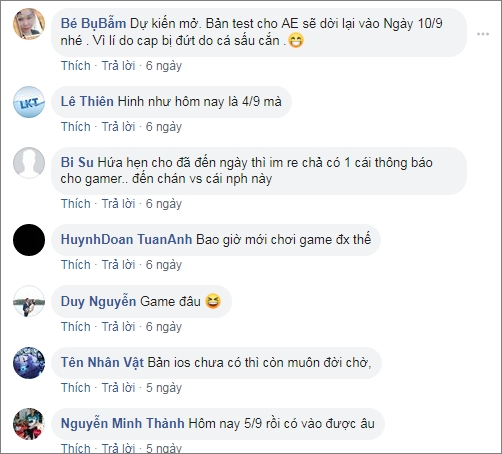 Bé BụBẫm Dự kiến mở. Bản test cho AE sẽ dời lại vào Ngày 10/9
nhé . Vì lí do cap bị đứt do cá sấu cắn .
Thích · Trả lời · 6 ngày
LKT
Lê Thiên Hinh như hôm nay là 4/9 mà
Thích · Trả lời · 6 ngày
Bi Su Hứa hẹn cho đã đến ngày thì im re chả có 1 cái thông báo
cho gamer.. đến chán vs cái nph này
Thích · Trả lời · 6 ngày
HuynhDoan TuanAnh Bao giờ mới chơi game đx thế
Thích · Trả lời · 6 ngày
Duy Nguyễn Game đâu
Thích · Trả lời · 6 ngày
Tên Nhân Vật Bản ios chưa có thì còn muôn đời chở,
Thích · Trả lời · 5 ngày
Nguyễn Minh Thành Hôm nay 5/9 rồi có vào được âu
Thích · Trả lời · 5 ngày